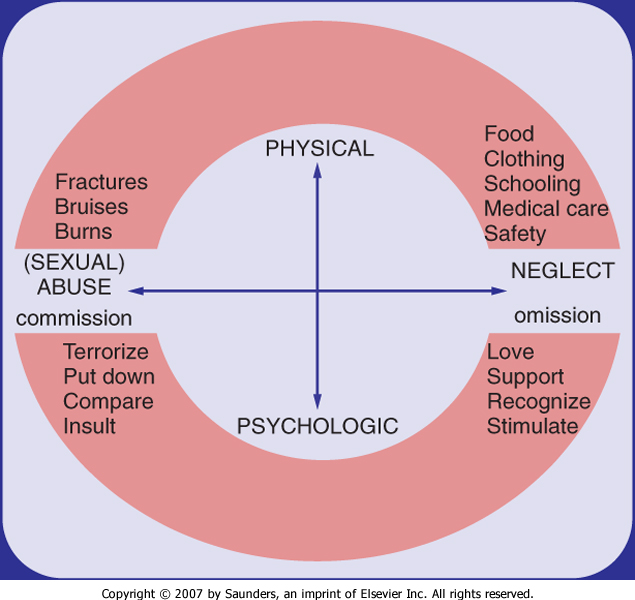 PHYSICAL
Fractures
Bruises
Burns
Food
Clothing
Schooling
Medical care
Safety
(SEXUAL)
ABUSE
commission
NEGLECT
omission
Terrorize
Put down
Compare
Insult
Love
Support
Recognize
Stimulate
PSYCHOLOGIC
Copyright © 2007 by Saunders, an imprint of Elsevier Inc. All rights reserved.